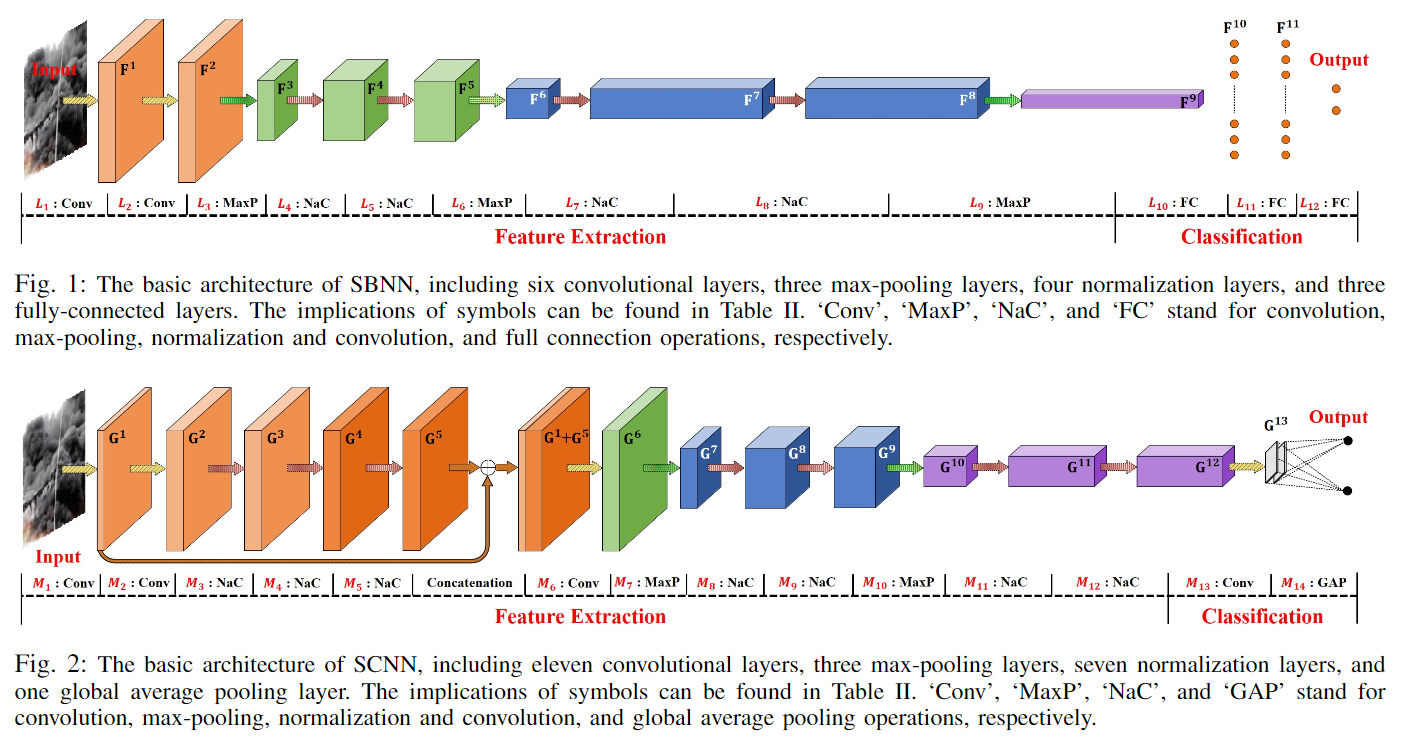 Input
F¹
F²
F³
F⁴
F⁵
F⁶
F⁷
F⁸
F⁹
F¹⁰
F¹¹
Output
L₁ : Conv
L₂ : Conv
L₃ : MaxP
L₄ : NaC
L₅ : NaC
L₆ : MaxP
L₇ : NaC
L₈ : NaC
L₉ : MaxP
L₁₀ : FC
L₁₁ : FC
L₁₂ : FC
Feature Extraction
Classification
Fig. 1: The basic architecture of SBNN, including six convolutional layers, three max-pooling layers, four normalization layers, and three
fully-connected layers. The implications of symbols can be found in Table II. ‘Conv’, ‘MaxP’, ‘NaC’, and ‘FC’ stand for convolution,
max-pooling, normalization and convolution, and full connection operations, respectively.
Input
G¹
G²
G³
G⁴
G⁵
G¹+G⁵
G⁶
G⁷
G⁸
G⁹
G¹⁰
G¹¹
G¹²
G¹³
Output
M₁ : Conv
M₂ : Conv
M₃ : NaC
M₄ : NaC
M₅ : NaC
Concatenation
M₆ : Conv
M₇ : MaxP
M₈ : NaC
M₉ : NaC
M₁₀ : MaxP
M₁₁ : NaC
M₁₂ : NaC
M₁₃ : Conv
M₁₄ : GAP
Feature Extraction
Classification
Fig. 2: The basic architecture of SCNN, including eleven convolutional layers, three max-pooling layers, seven normalization layers, and
one global average pooling layer. The implications of symbols can be found in Table II. ‘Conv’, ‘MaxP’, ‘NaC’, and ‘GAP’ stand for
convolution, max-pooling, normalization and convolution, and global average pooling operations, respectively.